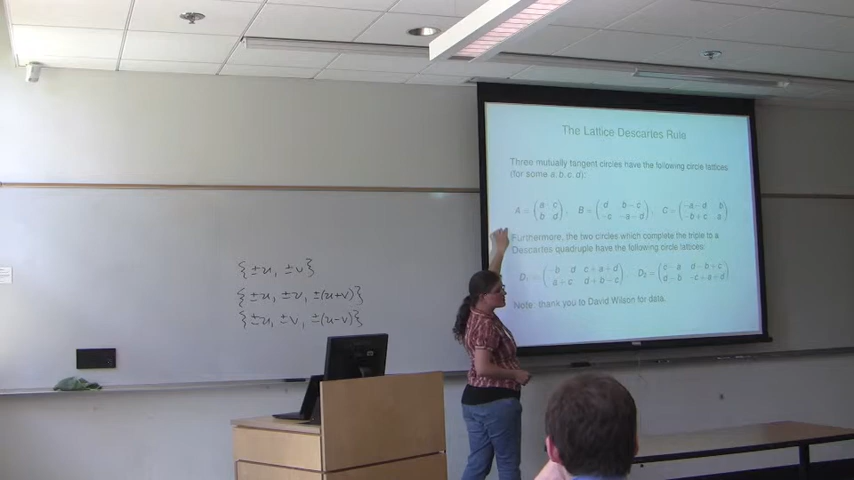 The Lattice Descartes Rule
Three mutually tangent circles have the following circle lattices
(for some a, b, c, d):
A = (a c
b d), B = (d b − c
−c −a − d), C = (−a − d b
−b + c a)
Furthermore, the two circles which complete the triple to a
Descartes quadruple have the following circle lattices:
D₁ = (−b d c + a + d
a + c d + b − c) D₂ = (c − a d − b + c
d − b −c + a + d)
Note: thank you to David Wilson for data.
{±u, ±v}
{±u, ±v, ±(u+v)}
{±u, ±v, ±(u−v)}